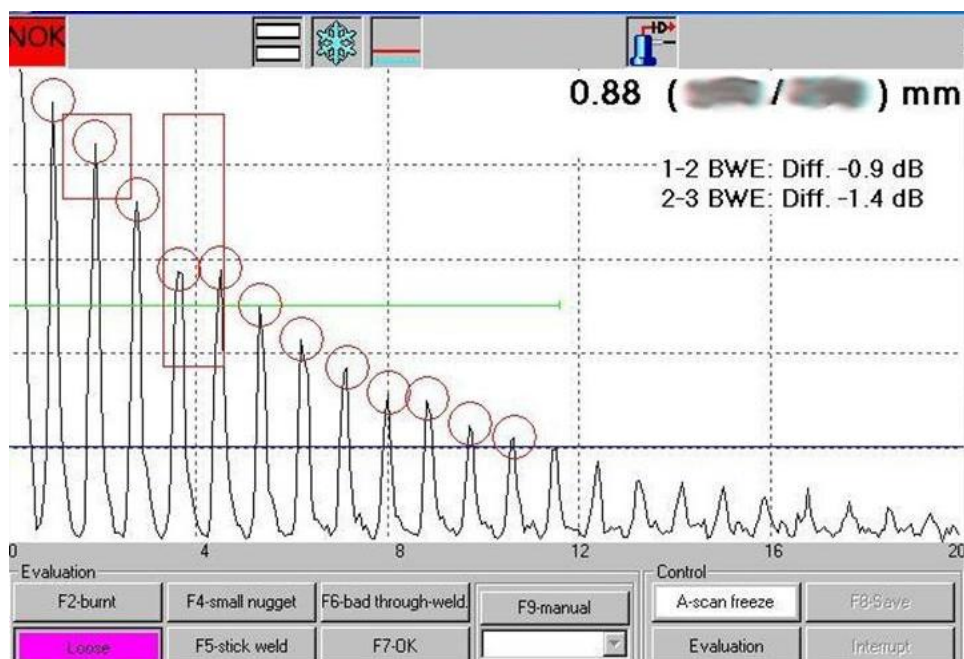 NOK
ID
0.88 ( / ) mm
1-2 BWE: Diff. -0.9 dB
2-3 BWE: Diff. -1.4 dB
0 4 8 12 16 20
Evaluation Control
F2-burnt F4-small nugget F6-bad through-weld. F9-manual A-scan freeze F8-Save
Loose F5-stick weld F7-OK Evaluation Interrupt